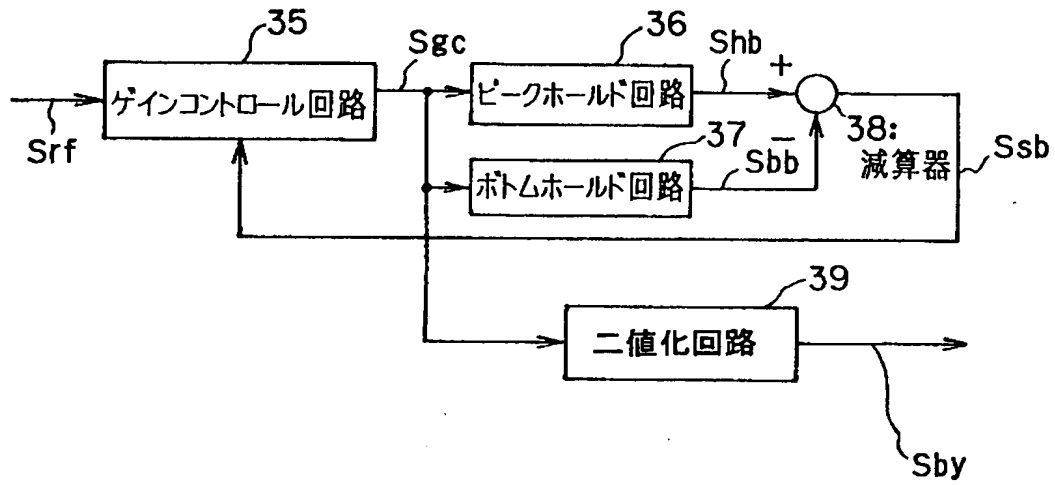 35
Sgc
36
Shb
+
ゲインコントロール回路
ピークホールド回路
Srf
37
−
38:
減算器
Sbb
Ssb
ボトムホールド回路
39
二値化回路
Sby